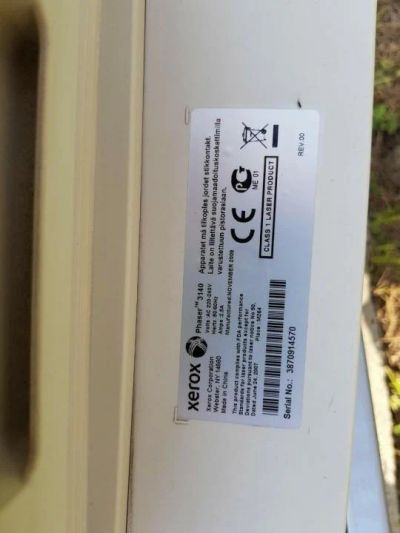 xerox
Phaser™ 3140
Xerox Corporation
Webster, NY 14580
Made in China
Volts: AC 220-240V
Hertz: 50/60Hz
Amps: 2.5A
Manufactured:NOVEMBER 2009
This product complies with FDA performance
Standards for laser products except for
Deviations pursuant to laser notice No.50,
Dated June 24, 2007
Serial No.: 3870914570
Apparatet må tilkoples jordet stikkontakt.
Laite on liitettävä suojamaadoituskoskettimilla
varustettuun pistorasiaan.
CE
ME 01
CLASS 1 LASER PRODUCT
REV.00